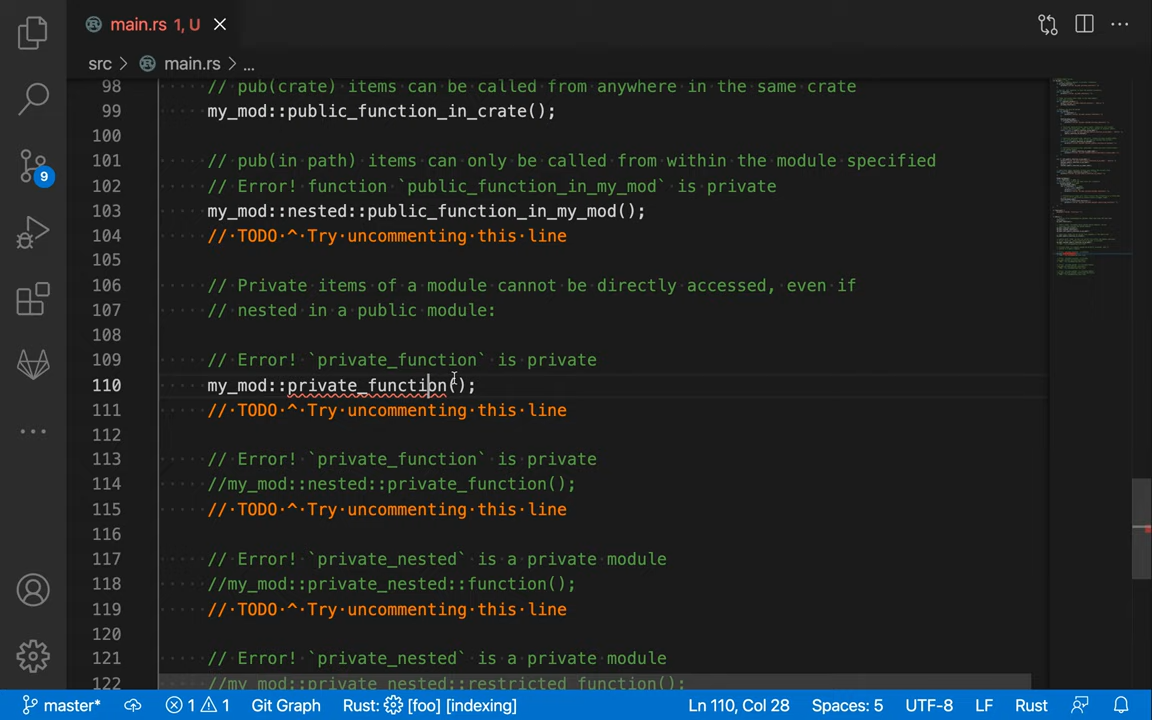 main.rs 1, U
src > main.rs > ...
98 // pub(crate) items can be called from anywhere in the same crate
99 my_mod::public_function_in_crate();
100
101 // pub(in path) items can only be called from within the module specified
102 // Error! function `public_function_in_my_mod` is private
103 my_mod::nested::public_function_in_my_mod();
104 // TODO ^ Try uncommenting this line
105
106 // Private items of a module cannot be directly accessed, even if
107 // nested in a public module:
108
109 // Error! `private_function` is private
110 my_mod::private_function();
111 // TODO ^ Try uncommenting this line
112
113 // Error! `private_function` is private
114 //my_mod::nested::private_function();
115 // TODO ^ Try uncommenting this line
116
117 // Error! `private_nested` is a private module
118 //my_mod::private_nested::function();
119 // TODO ^ Try uncommenting this line
120
121 // Error! `private_nested` is a private module
122 //my_mod::private_nested::restricted_function();
9
master* 1 1 Git Graph Rust: [foo] [indexing] Ln 110, Col 28 Spaces: 5 UTF-8 LF Rust